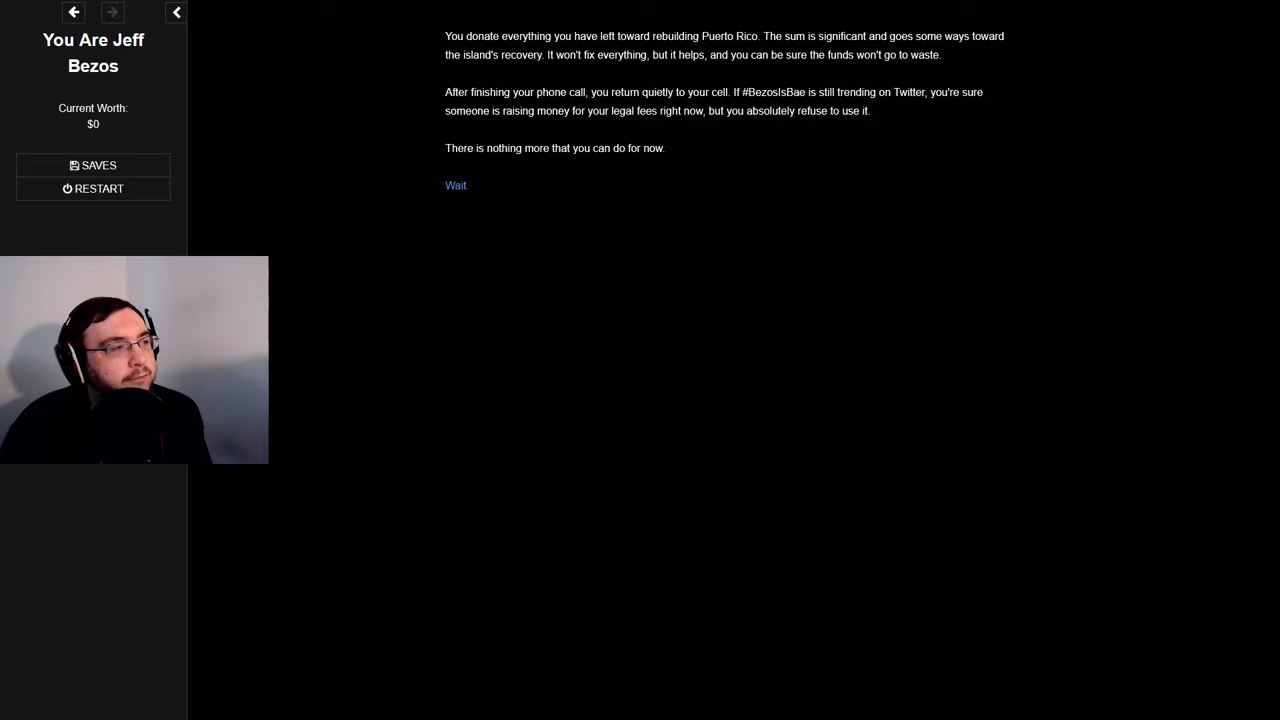 You Are Jeff
Bezos
Current Worth:
$0
SAVES
RESTART
You donate everything you have left toward rebuilding Puerto Rico. The sum is significant and goes some ways toward
the island's recovery. It won't fix everything, but it helps, and you can be sure the funds won't go to waste.
After finishing your phone call, you return quietly to your cell. If #BezosIsBae is still trending on Twitter, you're sure
someone is raising money for your legal fees right now, but you absolutely refuse to use it.
There is nothing more that you can do for now.
Wait